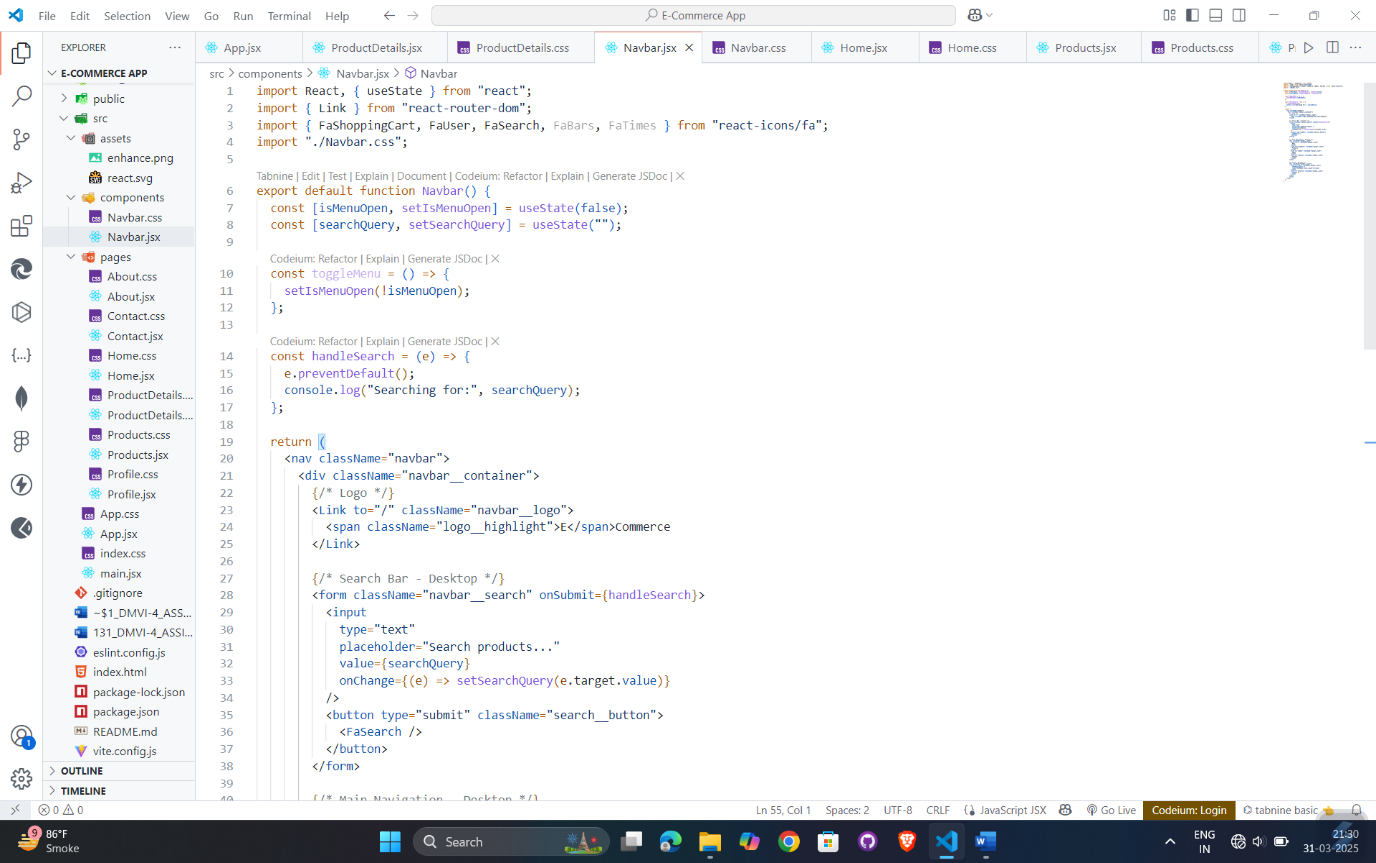 File Edit Selection View Go Run Terminal Help
E-Commerce App
EXPLORER
App.jsx
ProductDetails.jsx
ProductDetails.css
Navbar.jsx
Navbar.css
Home.jsx
Home.css
Products.jsx
Products.css
E-COMMERCE APP
public
src
assets
enhance.png
react.svg
components
Navbar.css
Navbar.jsx
pages
About.css
About.jsx
Contact.css
Contact.jsx
Home.css
Home.jsx
ProductDetails....
ProductDetails....
Products.css
Products.jsx
Profile.css
Profile.jsx
App.css
App.jsx
index.css
main.jsx
.gitignore
~$1_DMVI-4_ASS...
131_DMVI-4_ASSI...
eslint.config.js
index.html
package-lock.json
package.json
README.md
vite.config.js
OUTLINE
TIMELINE
src > components > Navbar.jsx > Navbar
1 import React, { useState } from "react";
2 import { Link } from "react-router-dom";
3 import { FaShoppingCart, FaUser, FaSearch, FaBars, FaTimes } from "react-icons/fa";
4 import "./Navbar.css";
5
Tabnine | Edit | Test | Explain | Document | Codeium: Refactor | Explain | Generate JSDoc | X
6 export default function Navbar() {
7 const [isMenuOpen, setIsMenuOpen] = useState(false);
8 const [searchQuery, setSearchQuery] = useState("");
9
Codeium: Refactor | Explain | Generate JSDoc | X
10 const toggleMenu = () => {
11 setIsMenuOpen(!isMenuOpen);
12 };
13
Codeium: Refactor | Explain | Generate JSDoc | X
14 const handleSearch = (e) => {
15 e.preventDefault();
16 console.log("Searching for:", searchQuery);
17 };
18
19 return (
20 <nav className="navbar">
21 <div className="navbar__container">
22 {/* Logo */}
23 <Link to="/" className="navbar__logo">
24 <span className="logo__highlight">E</span>Commerce
25 </Link>
26
27 {/* Search Bar - Desktop */}
28 <form className="navbar__search" onSubmit={handleSearch}>
29 <input
30 type="text"
31 placeholder="Search products..."
32 value={searchQuery}
33 onChange={(e) => setSearchQuery(e.target.value)}
34 />
35 <button type="submit" className="search__button">
36 <FaSearch />
37 </button>
38 </form>
39
40 {/* Main Navigation - Desktop */}
0 0
Ln 55, Col 1 Spaces: 2 UTF-8 CRLF JavaScript JSX Go Live Codeium: Login tabnine basic
9
86°F
Smoke
Search
ENG
IN
21:30
31-03-2025